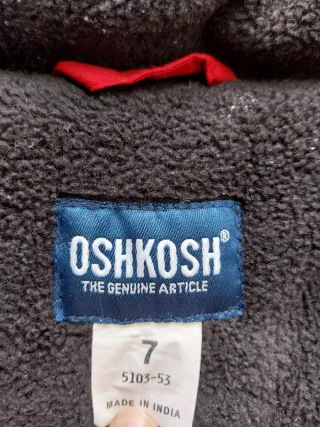 OSHKOSH®
THE GENUINE ARTICLE
7
5103-53
MADE IN INDIA